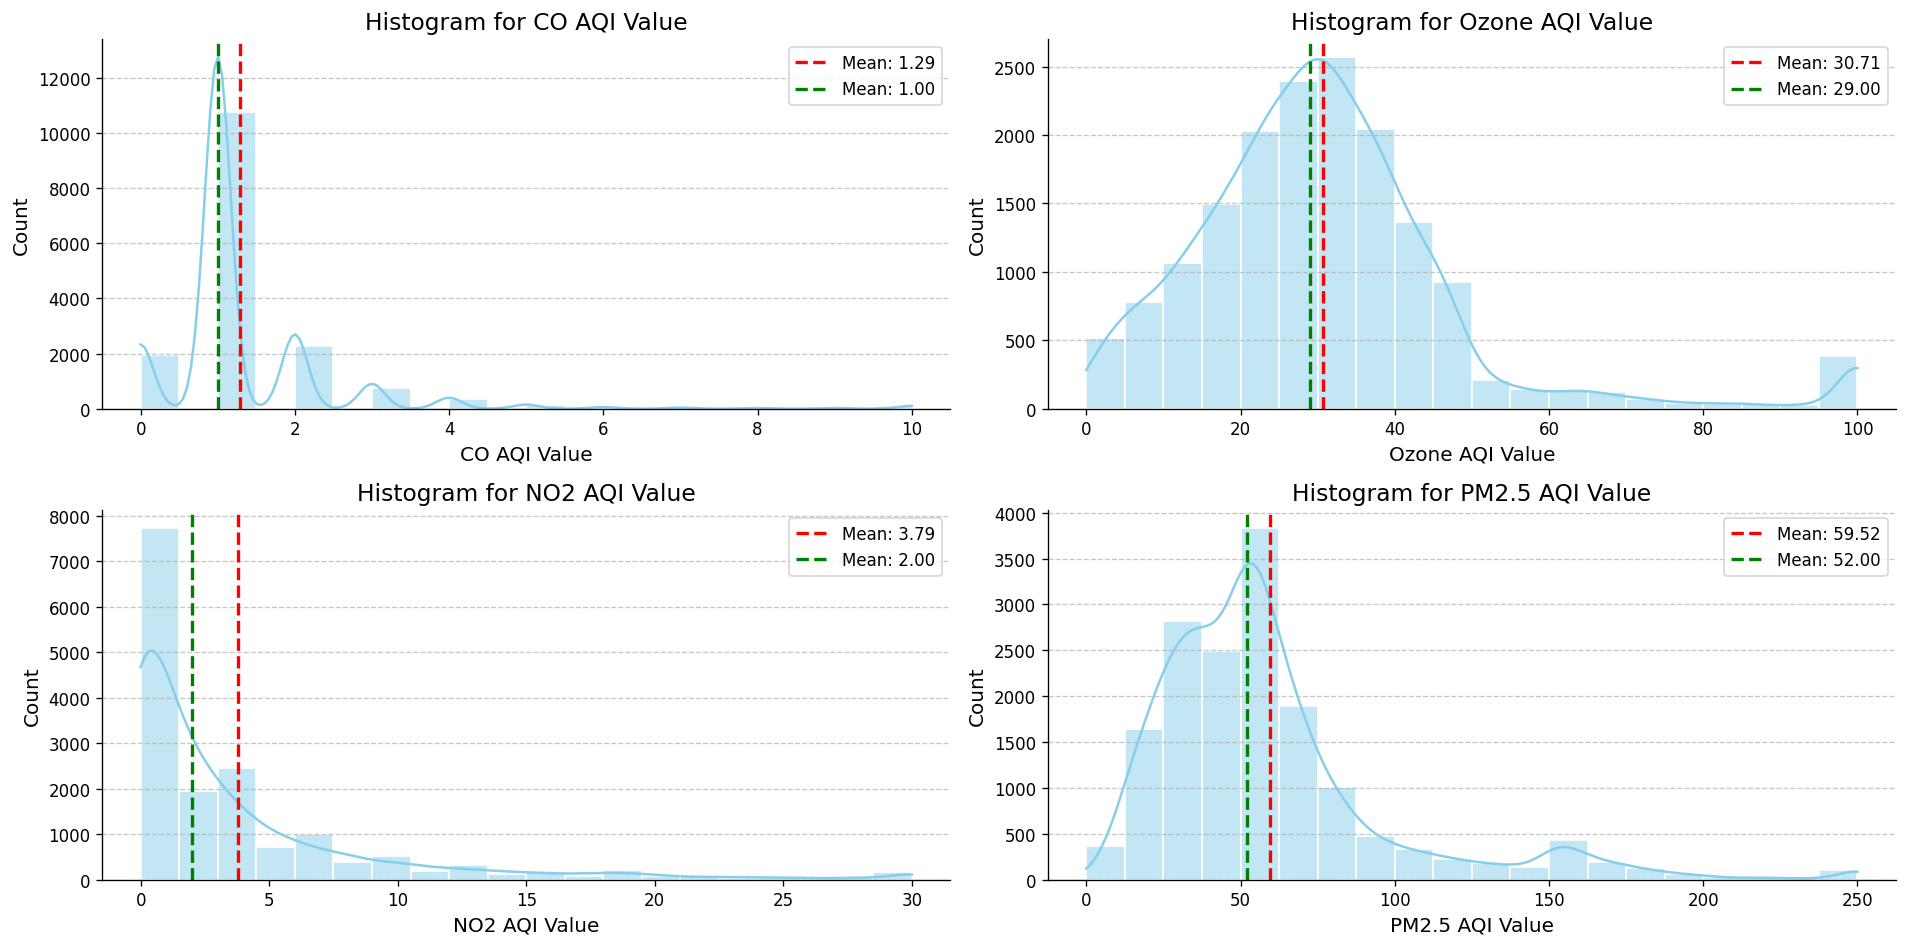 Histogram for CO AQI Value
Mean: 1.29
Mean: 1.00
Count
12000
10000
8000
6000
4000
2000
0
0 2 4 6 8 10
CO AQI Value
Histogram for Ozone AQI Value
Mean: 30.71
Mean: 29.00
Count
2500
2000
1500
1000
500
0
0 20 40 60 80 100
Ozone AQI Value
Histogram for NO2 AQI Value
Mean: 3.79
Mean: 2.00
Count
8000
7000
6000
5000
4000
3000
2000
1000
0
0 5 10 15 20 25 30
NO2 AQI Value
Histogram for PM2.5 AQI Value
Mean: 59.52
Mean: 52.00
Count
4000
3500
3000
2500
2000
1500
1000
500
0
0 50 100 150 200 250
PM2.5 AQI Value